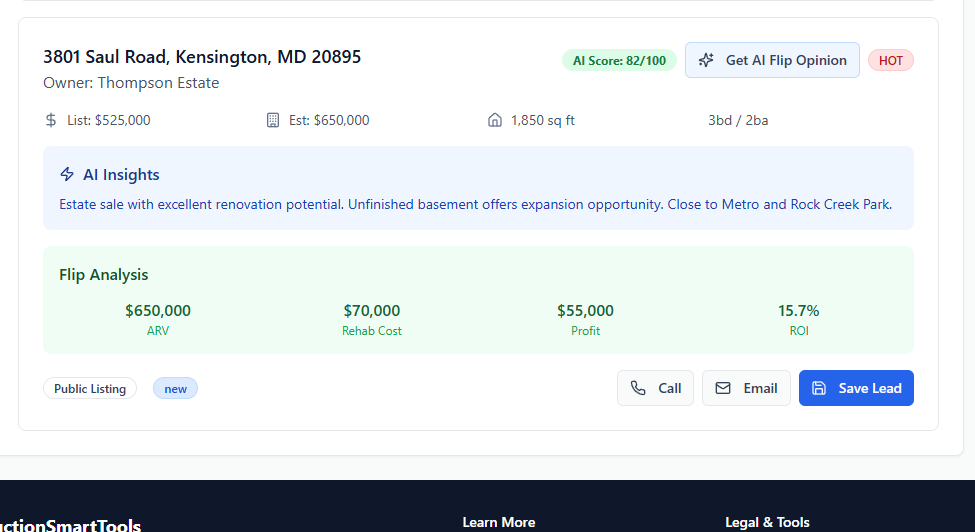 3801 Saul Road, Kensington, MD 20895
AI Score: 82/100
Get AI Flip Opinion
HOT
Owner: Thompson Estate
List: $525,000
Est: $650,000
1,850 sq ft
3bd / 2ba
AI Insights
Estate sale with excellent renovation potential. Unfinished basement offers expansion opportunity. Close to Metro and Rock Creek Park.
Flip Analysis
$650,000
ARV
$70,000
Rehab Cost
$55,000
Profit
15.7%
ROI
Public Listing
new
Call
Email
Save Lead
uctionSmartTools
Learn More
Legal & Tools